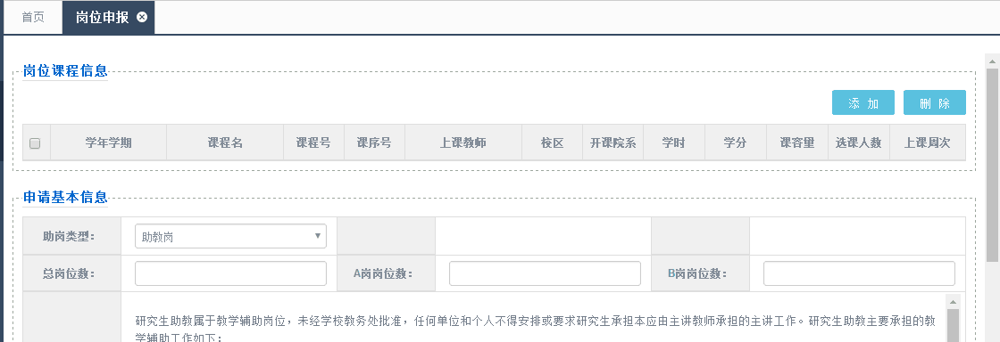 首页 岗位申报
岗位课程信息
添 加 删 除
学年学期 课程名 课程号 课序号 上课教师 校区 开课院系 学时 学分 课容量 选课人数 上课周次
申请基本信息
助岗类型： 助教岗
总岗位数： A岗岗位数： B岗岗位数：
研究生助教属于教学辅助岗位，未经学校教务处批准，任何单位和个人不得安排或要求研究生承担本应由主讲教师承担的主讲工作。研究生助教主要承担的教
学辅助工作如下：